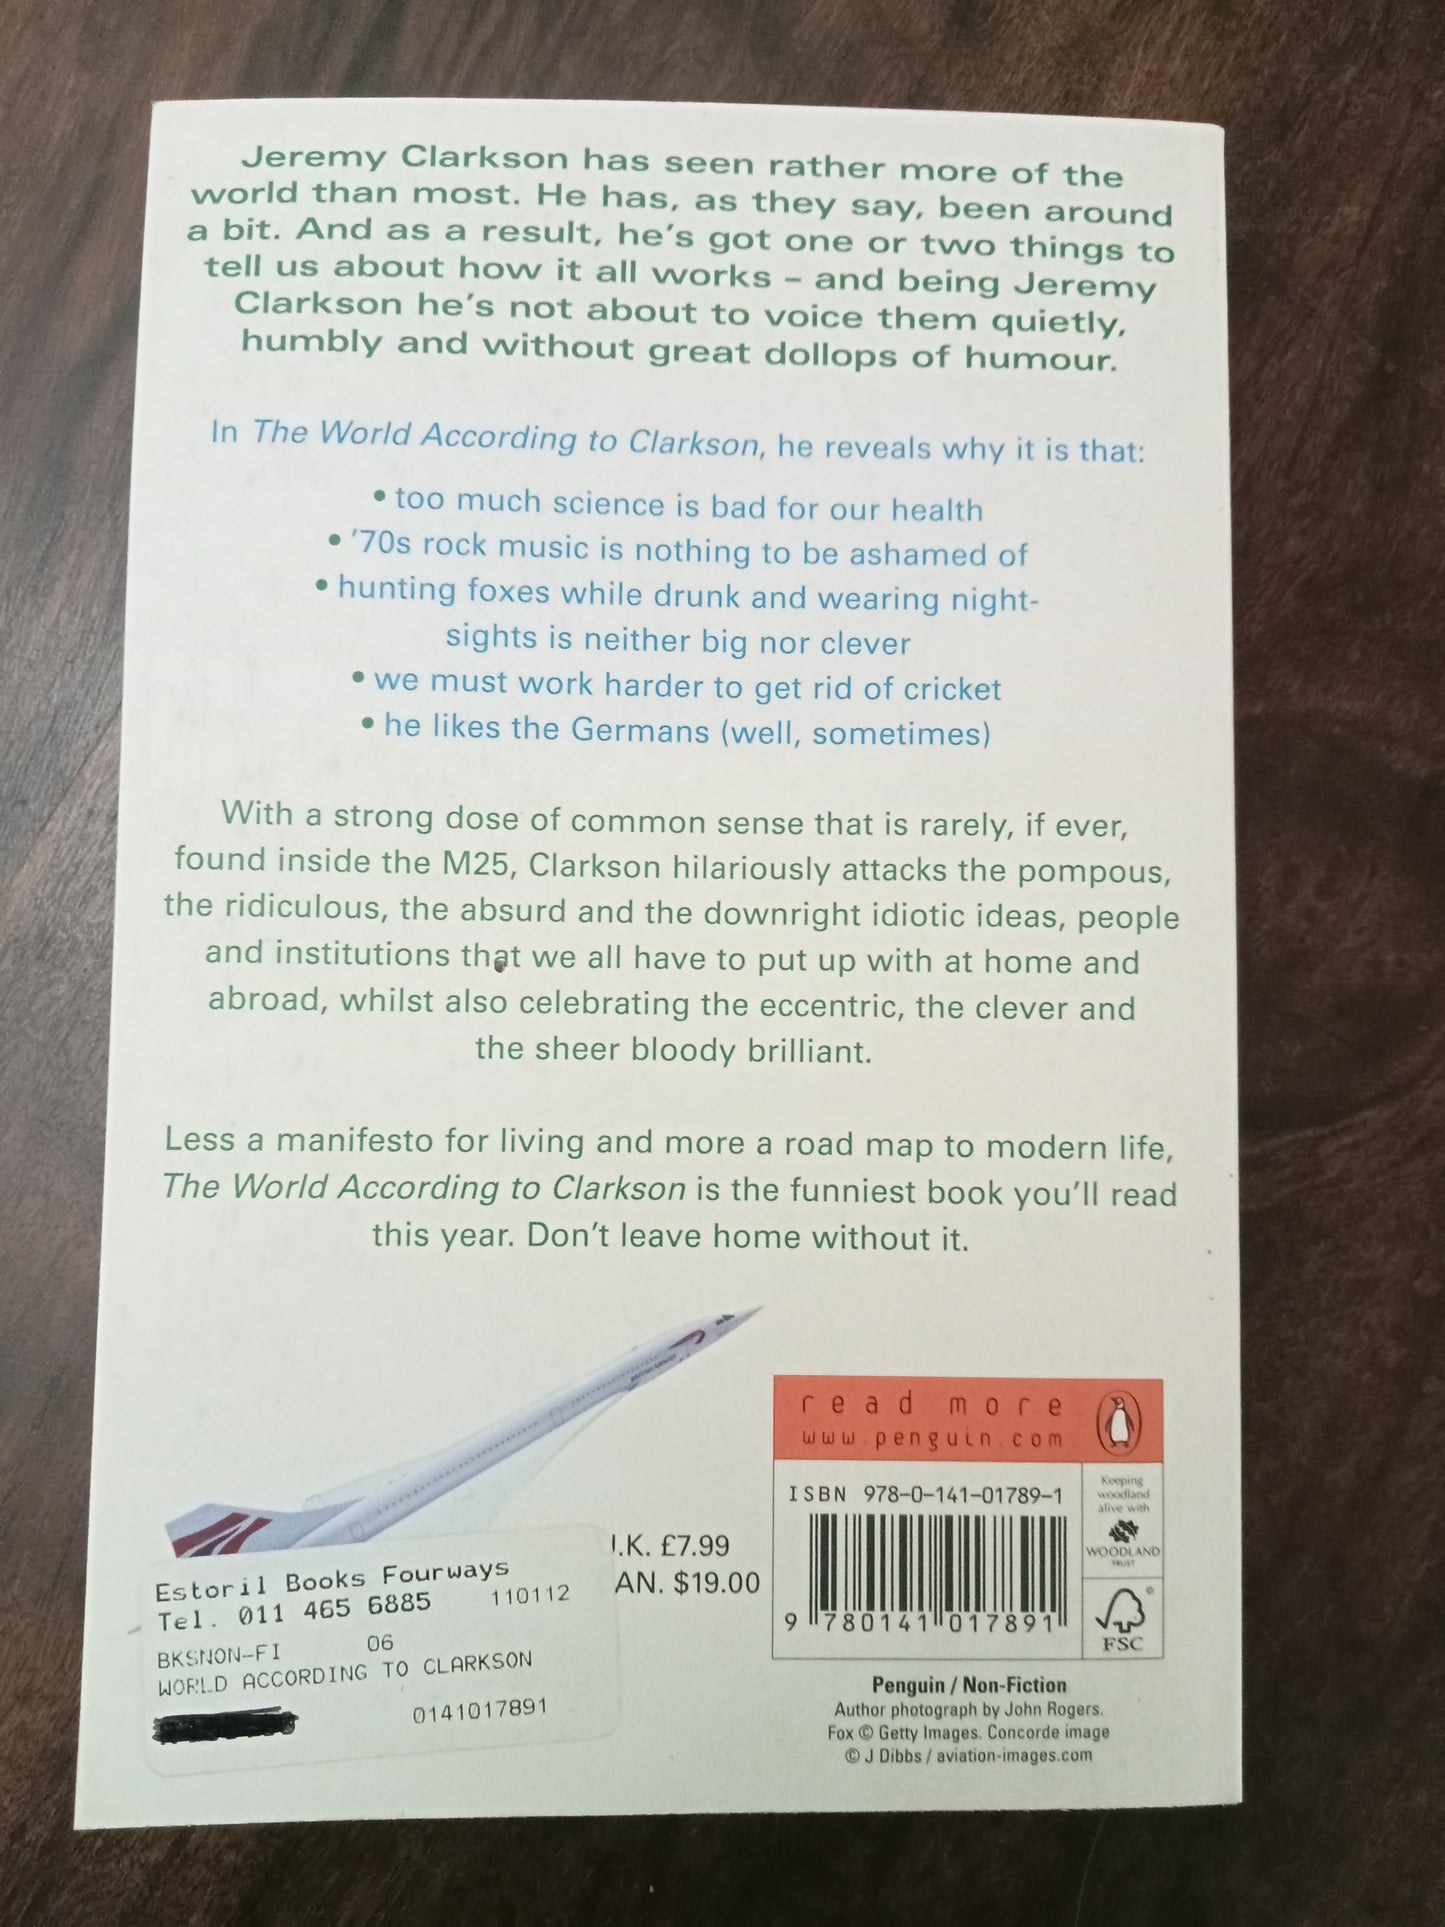 Jeremy Clarkson has seen rather more of the
world than most. He has, as they say, been around
a bit. And as a result, he's got one or two things to
tell us about how it all works – and being Jeremy
Clarkson he's not about to voice them quietly,
humbly and without great dollops of humour.
In The World According to Clarkson, he reveals why it is that:
• too much science is bad for our health
• '70s rock music is nothing to be ashamed of
• hunting foxes while drunk and wearing night-
sights is neither big nor clever
• we must work harder to get rid of cricket
• he likes the Germans (well, sometimes)
With a strong dose of common sense that is rarely, if ever,
found inside the M25, Clarkson hilariously attacks the pompous,
the ridiculous, the absurd and the downright idiotic ideas, people
and institutions that we all have to put up with at home and
abroad, whilst also celebrating the eccentric, the clever and
the sheer bloody brilliant.
Less a manifesto for living and more a road map to modern life,
The World According to Clarkson is the funniest book you'll read
this year. Don't leave home without it.
BRITISH AIRWAYS
Estoril Books Fourways
Tel. 011 465 6885 110112
BKSNON-FI 06
WORLD ACCORDING TO CLARKSON
0141017891
.K. £7.99
AN. $19.00
read more
www.penguin.com
ISBN 978-0-141-01789-1
9 780141 017891
Keeping
woodland
alive with
WOODLAND
TRUST
FSC
Penguin / Non-Fiction
Author photograph by John Rogers.
Fox © Getty Images. Concorde image
© J Dibbs / aviation-images.com